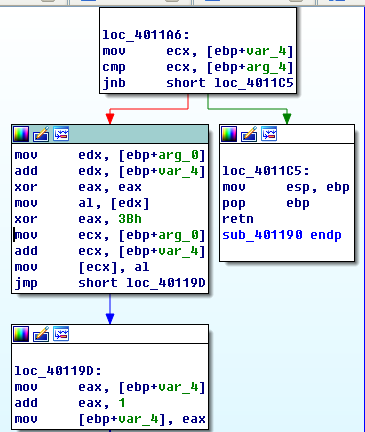 loc_4011A6:
mov ecx, [ebp+var_4]
cmp ecx, [ebp+arg_4]
jnb short loc_4011C5
mov edx, [ebp+arg_0]
add edx, [ebp+var_4]
xor eax, eax
mov al, [edx]
xor eax, 3Bh
mov ecx, [ebp+arg_0]
add ecx, [ebp+var_4]
mov [ecx], al
jmp short loc_40119D
loc_4011C5:
mov esp, ebp
pop ebp
retn
sub_401190 endp
loc_40119D:
mov eax, [ebp+var_4]
add eax, 1
mov [ebp+var_4], eax